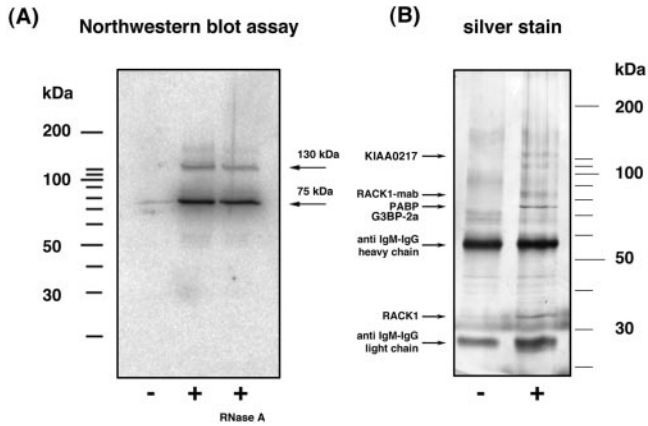 (A)
Northwestern blot assay
kDa
200
100
50
30
130 kDa
75 kDa
- + +
RNase A
(B)
silver stain
kDa
200
100
50
30
KIAA0217
RACK1-mab
PABP
G3BP-2a
anti IgM-IgG
heavy chain
RACK1
anti IgM-IgG
light chain
- +